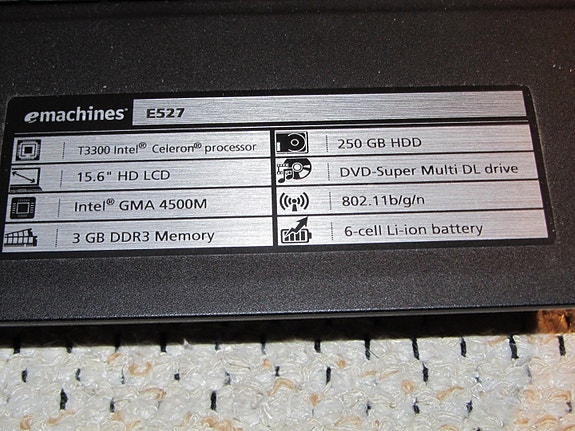 emachines E527
T3300 Intel® Celeron® processor
15.6" HD LCD
Intel® GMA 4500M
3 GB DDR3 Memory
250 GB HDD
DVD-Super Multi DL drive
802.11b/g/n
6-cell Li-ion battery